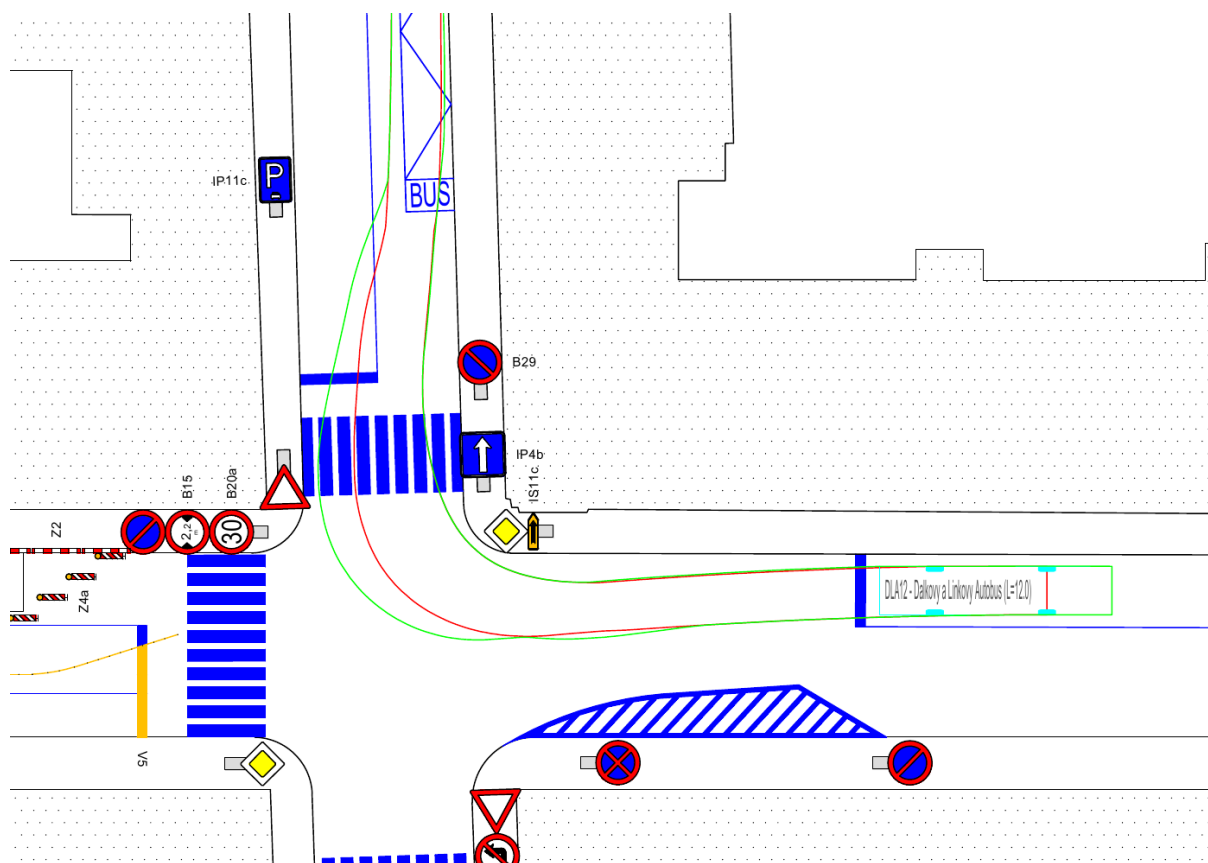 P
IP11c
BUS
B29
IP4b
IS11c
B15
B20a
Z2
2,2
m
30
Z4a
DLA12 - Dalkovy a Linkovy Autobus (L=12.0)
V5